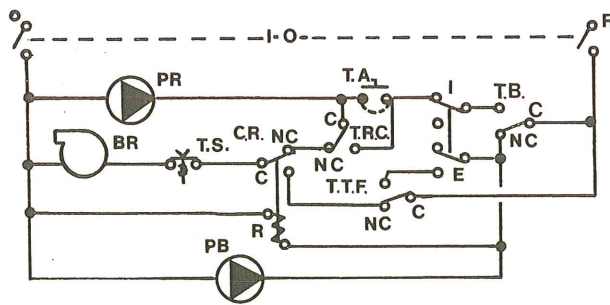 I-O
F
PR
T.A.
I
T.B.
BR
T.S.
C.R.
NC
C
T.R.C.
NC
C
NC
C
T.T.F.
E
NC
C
R
PB